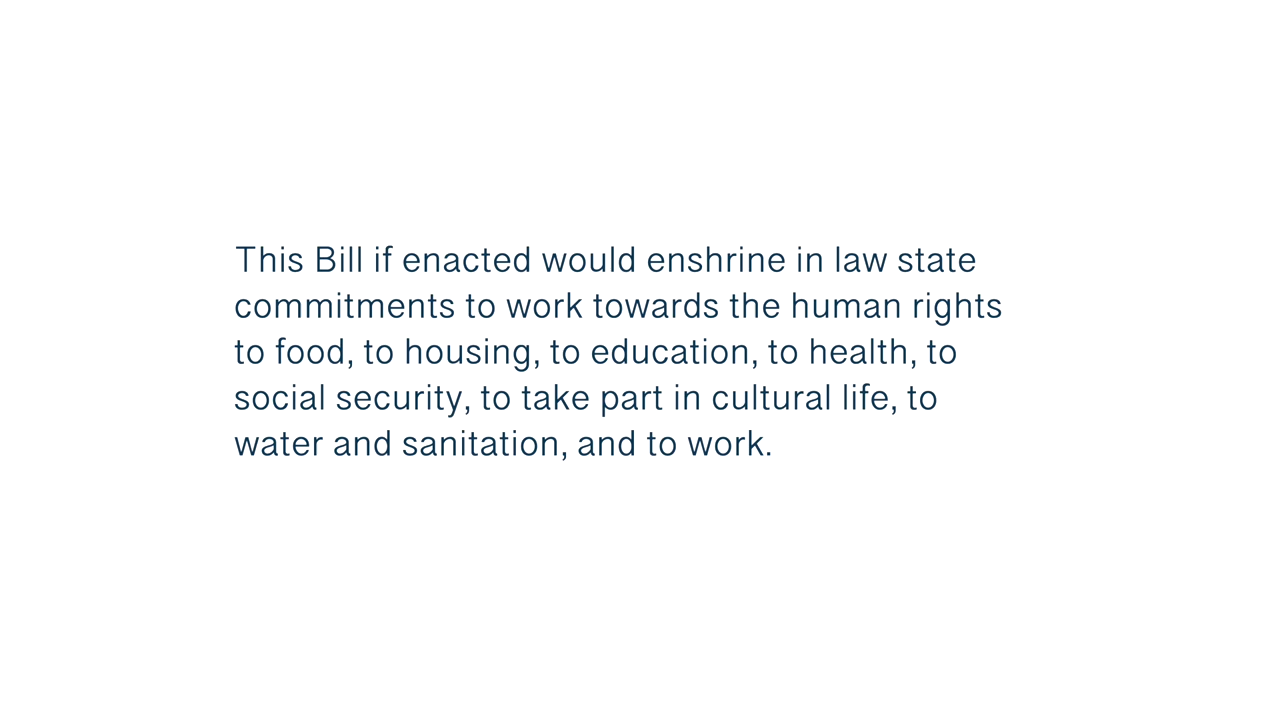 This Bill if enacted would enshrine in law state
commitments to work towards the human rights
to food, to housing, to education, to health, to
social security, to take part in cultural life, to
water and sanitation, and to work.